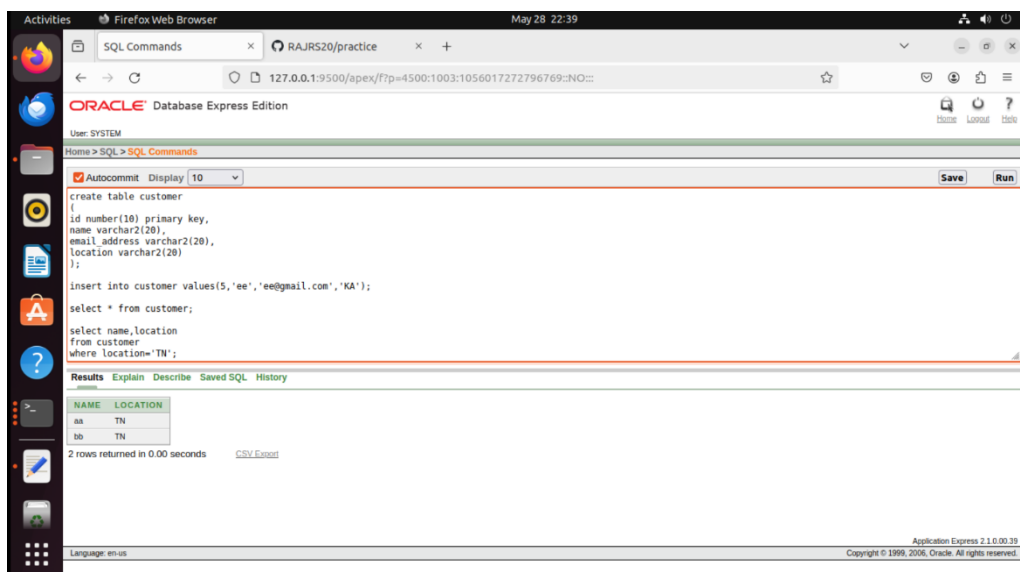 Activities Firefox Web Browser May 28 22:39
SQL Commands × RAJRS20/practice × +
127.0.0.1:9500/apex/f?p=4500:1003:1056017272796769::NO:::
ORACLE Database Express Edition
Home Logout Help
User: SYSTEM
Home > SQL > SQL Commands
Autocommit Display 10 Save Run
create table customer
(
id number(10) primary key,
name varchar2(20),
email_address varchar2(20),
location varchar2(20)
);
insert into customer values(5,'ee','ee@gmail.com','KA');
select * from customer;
select name,location
from customer
where location='TN';
Results Explain Describe Saved SQL History
NAME LOCATION
aa TN
bb TN
2 rows returned in 0.00 seconds CSV Export
Application Express 2.1.0.00.39
Language: en-us Copyright © 1999, 2006, Oracle. All rights reserved.